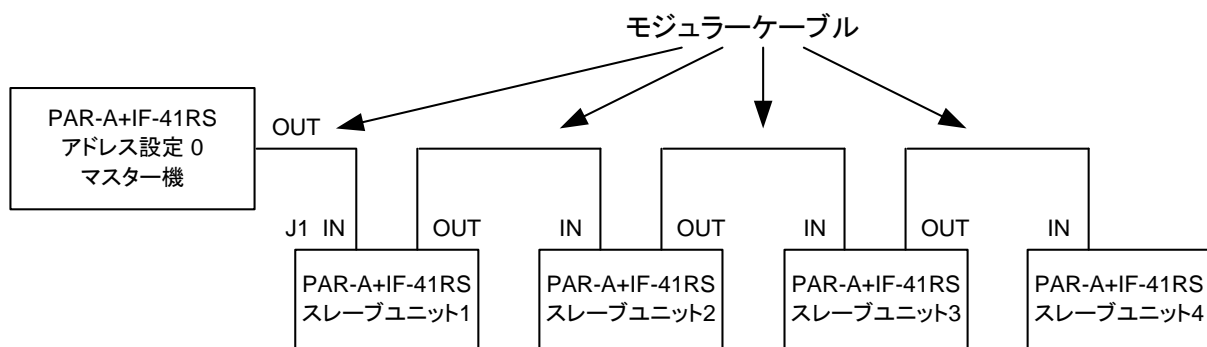 モジュラーケーブル
PAR-A+IF-41RS
アドレス設定 0
マスター機
OUT
J1 IN
OUT
IN
OUT
IN
OUT
IN
PAR-A+IF-41RS
スレーブユニット1
PAR-A+IF-41RS
スレーブユニット2
PAR-A+IF-41RS
スレーブユニット3
PAR-A+IF-41RS
スレーブユニット4